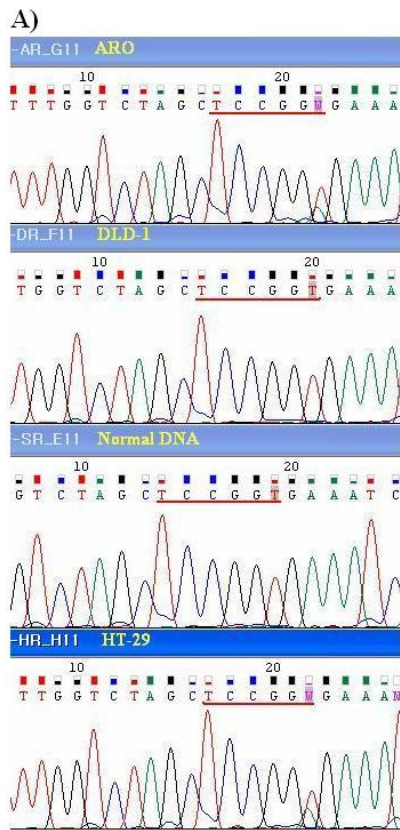 A)
-AR_G11 ARO
10 20
T T T G G T C T A G C T C C G G W G A A A
-DR_F11 DLD-1
10 20
T G G T C T A G C T C C G G T G A A A
-SR_E11 Normal DNA
10 20
G T C T A G C T C C G G T G A A A T C
-HR_H11 HT-29
10 20
T T G G T C T A G C T C C G G W G A A A N